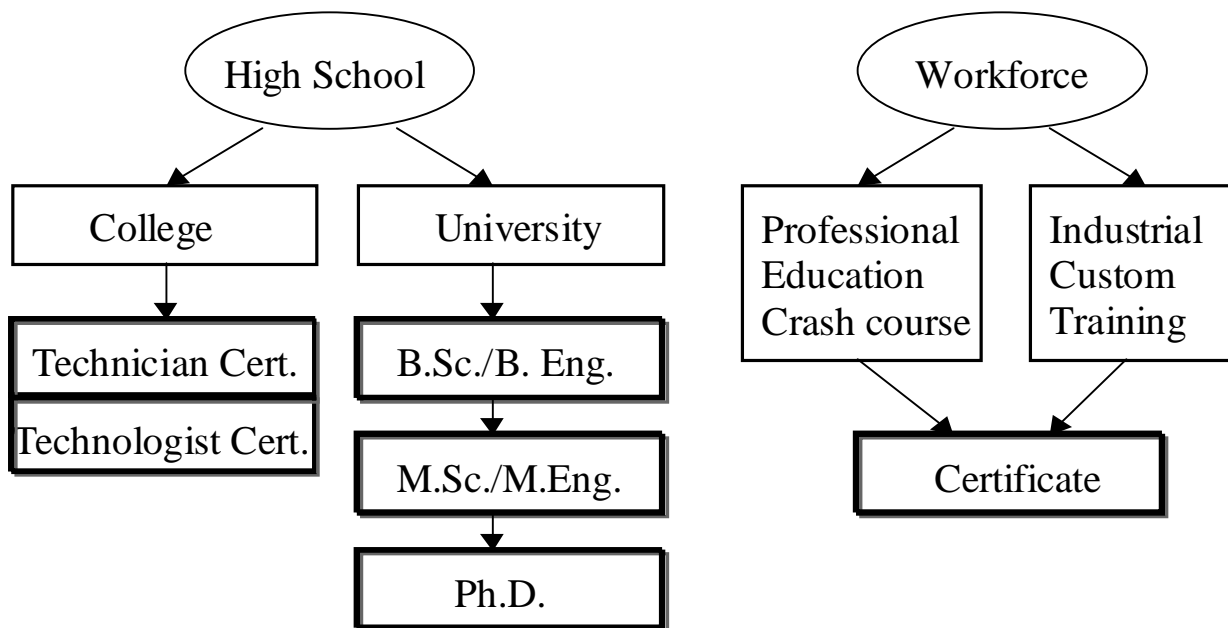 High School
College
University
Technician Cert.
Technologist Cert.
B.Sc./B. Eng.
M.Sc./M.Eng.
Ph.D.
Workforce
Professional
Education
Crash course
Industrial
Custom
Training
Certificate